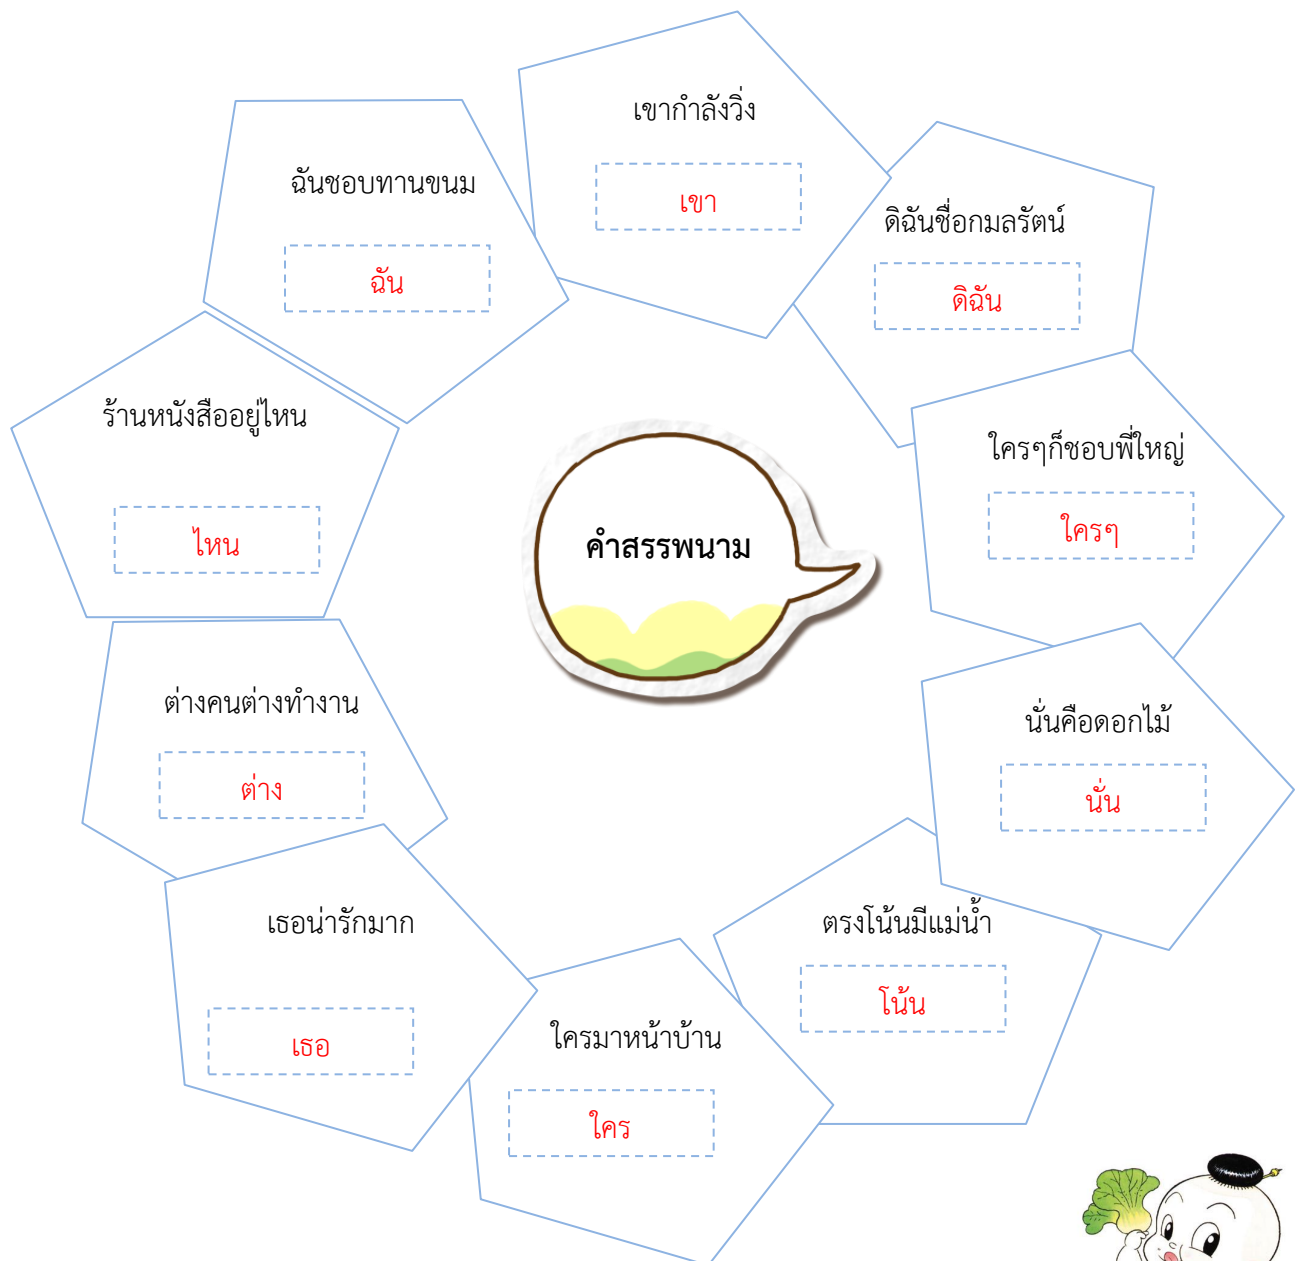 เขากำลังวิ่ง
เขา
ฉันชอบทานขนม
ฉัน
ดิฉันชื่อกมลรัตน์
ดิฉัน
ร้านหนังสืออยู่ไหน
ไหน
ใครๆก็ชอบพี่ใหญ่
ใครๆ
คำสรรพนาม
ต่างคนต่างทำงาน
ต่าง
นั่นคือดอกไม้
นั่น
เธอน่ารักมาก
เธอ
ตรงโน้นมีแม่น้ำ
โน้น
ใครมาหน้าบ้าน
ใคร